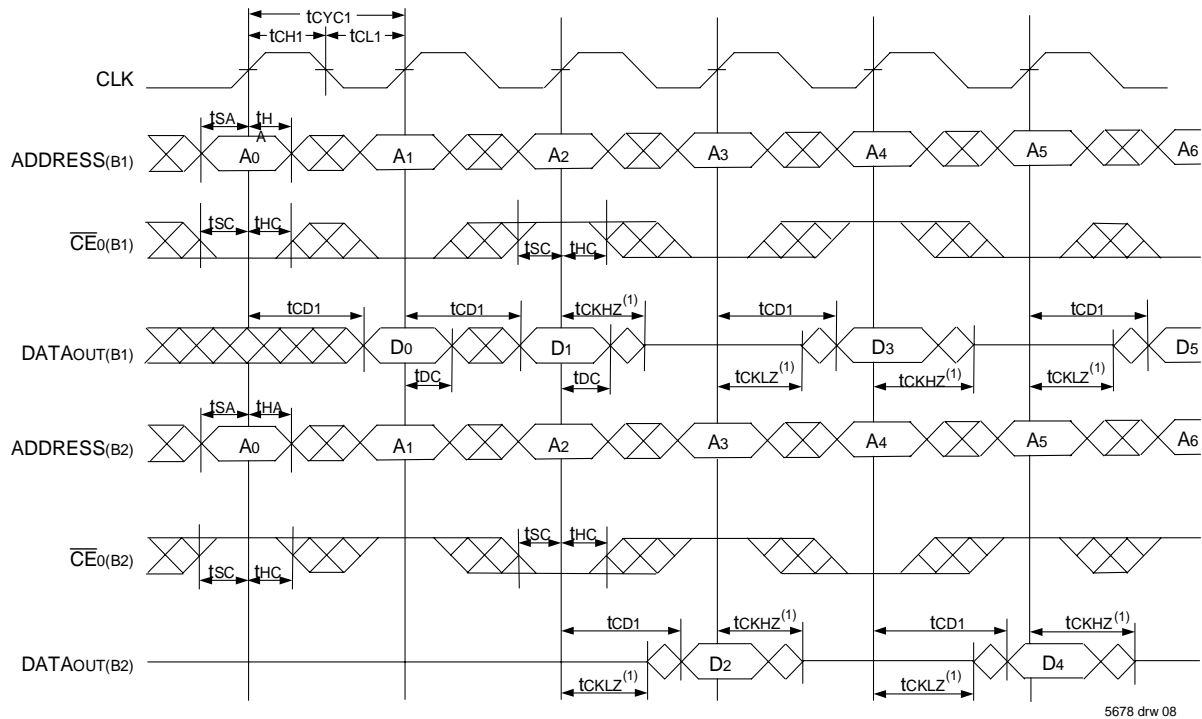 tCYC1
tCH1 tCL1
CLK
tSA tH
A
ADDRESS(B1) A0 A1 A2 A3 A4 A5 A6
tSC tHC
CE0(B1)
tSC tHC
tCD1 tCD1 tCKHZ(1) tCD1 tCD1
DATAOUT(B1) D0 D1 D3 D5
tDC tDC tCKLZ(1) tCKHZ(1) tCKLZ(1)
tSA tHA
ADDRESS(B2) A0 A1 A2 A3 A4 A5 A6
tSC tHC
CE0(B2)
tSC tHC
tCD1 tCKHZ(1) tCD1 tCKHZ(1)
DATAOUT(B2) D2 D4
tCKLZ(1) tCKLZ(1)
5678 drw 08